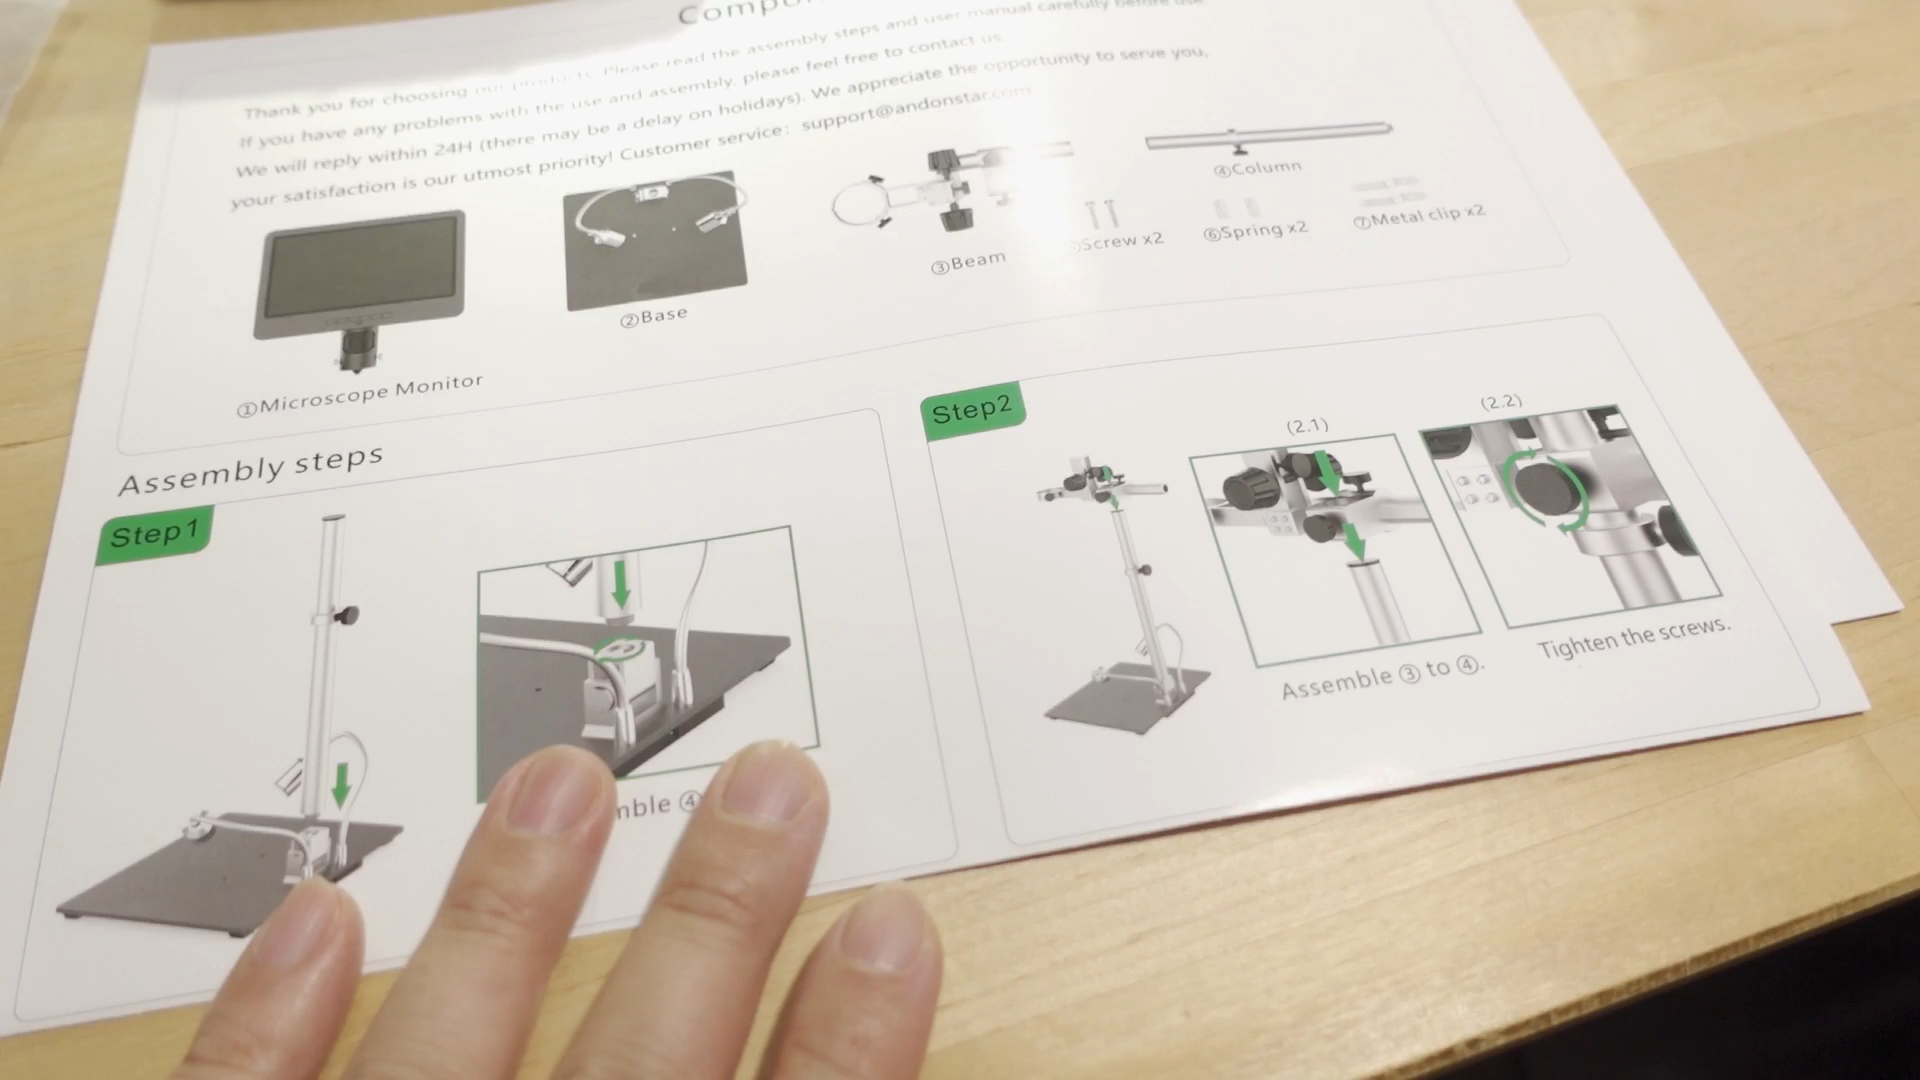 Thank you for choosing our products. Please read the assembly steps and user manual carefully before use.
If you have any problems with the use and assembly, please feel free to contact us.
We will reply within 24H (there may be a delay on holidays). We appreciate the opportunity to serve you,
your satisfaction is our utmost priority! Customer service: support@andonstar.com
①Microscope Monitor
②Base
③Beam
④Column
Screw x2
⑥Spring x2
⑦Metal clip x2
Assembly steps
Step1
④
Step2
(2.1)
(2.2)
Assemble ③ to ④.
Tighten the screws.